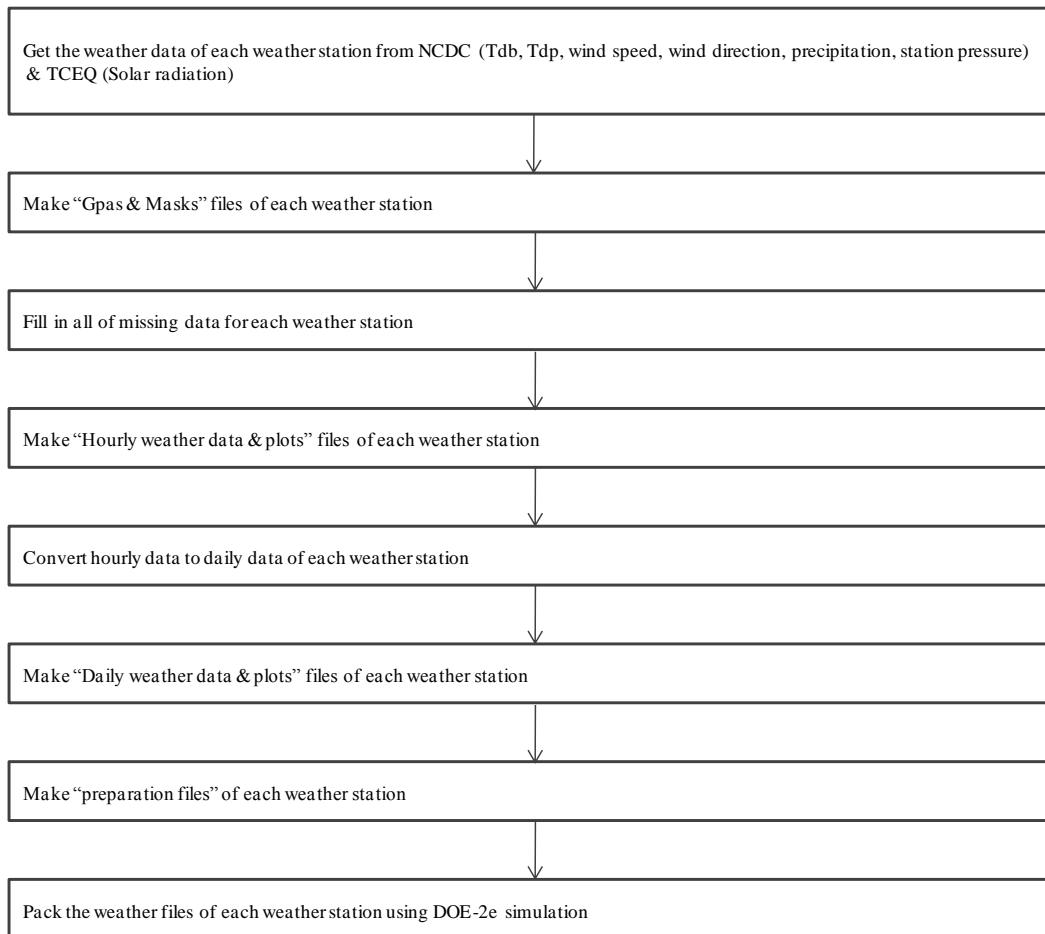 Get the weather data of each weather station from NCDC (Tdb, Tdp, wind speed, wind direction, precipitation, station pressure)
& TCEQ (Solar radiation)
Make “Gpas & Masks” files of each weather station
Fill in all of missing data for each weather station
Make “Hourly weather data & plots” files of each weather station
Convert hourly data to daily data of each weather station
Make “Daily weather data & plots” files of each weather station
Make “preparation files” of each weather station
Pack the weather files of each weather station using DOE-2e simulation